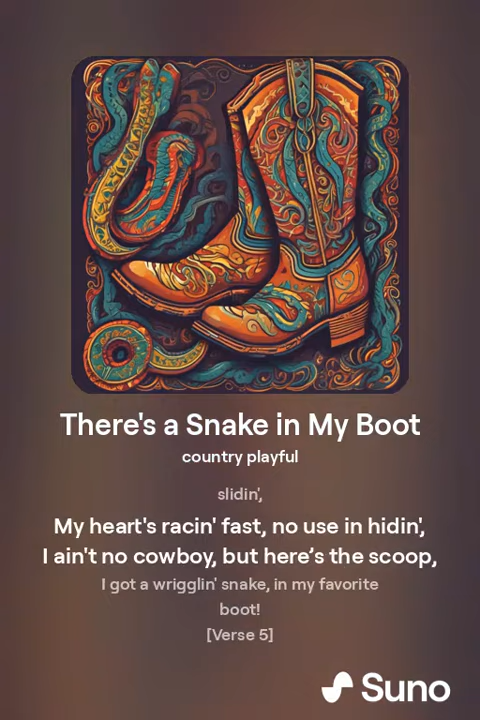 There's a Snake in My Boot
country playful
slidin',
My heart's racin' fast, no use in hidin',
I ain't no cowboy, but here’s the scoop,
I got a wrigglin' snake, in my favorite
boot!
[Verse 5]
Suno